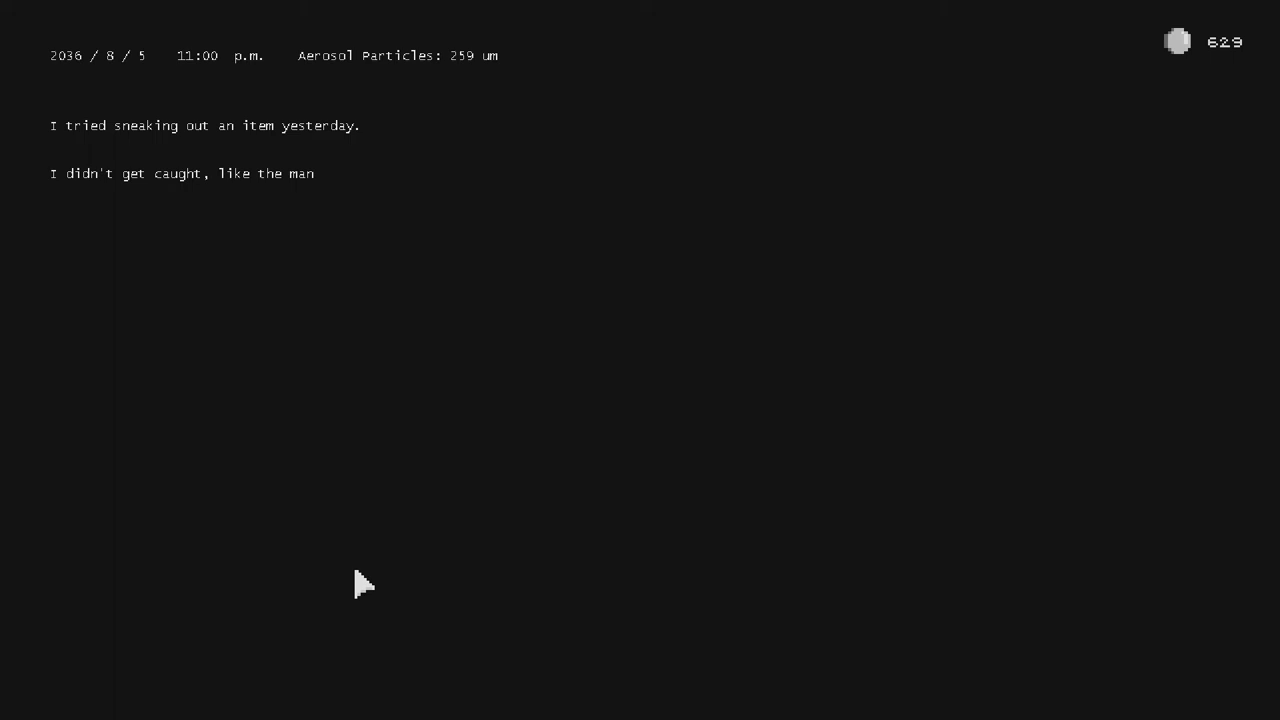 2036 / 8 / 5 11:00 p.m. Aerosol Particles: 259 um
629
I tried sneaking out an item yesterday.
I didn't get caught, like the man